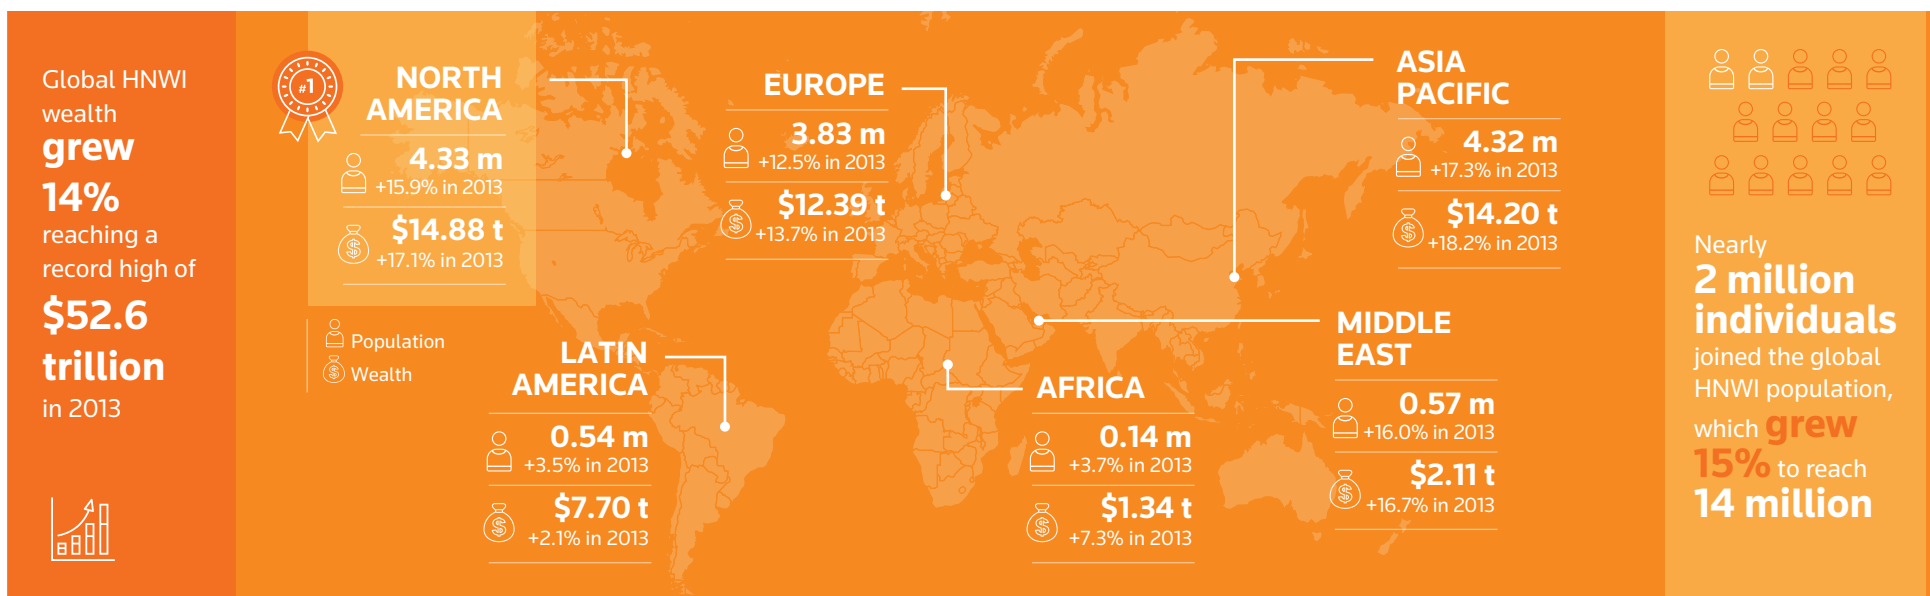 Global HNWI
wealth
grew
14%
reaching a
record high of
$52.6
trillion
in 2013
#1
NORTH
AMERICA
4.33 m
+15.9% in 2013
$14.88 t
+17.1% in 2013
Population
Wealth
EUROPE
3.83 m
+12.5% in 2013
$12.39 t
+13.7% in 2013
ASIA
PACIFIC
4.32 m
+17.3% in 2013
$14.20 t
+18.2% in 2013
LATIN
AMERICA
0.54 m
+3.5% in 2013
$7.70 t
+2.1% in 2013
AFRICA
0.14 m
+3.7% in 2013
$1.34 t
+7.3% in 2013
MIDDLE
EAST
0.57 m
+16.0% in 2013
$2.11 t
+16.7% in 2013
Nearly
2 million
individuals
joined the global
HNWI population,
which grew
15% to reach
14 million